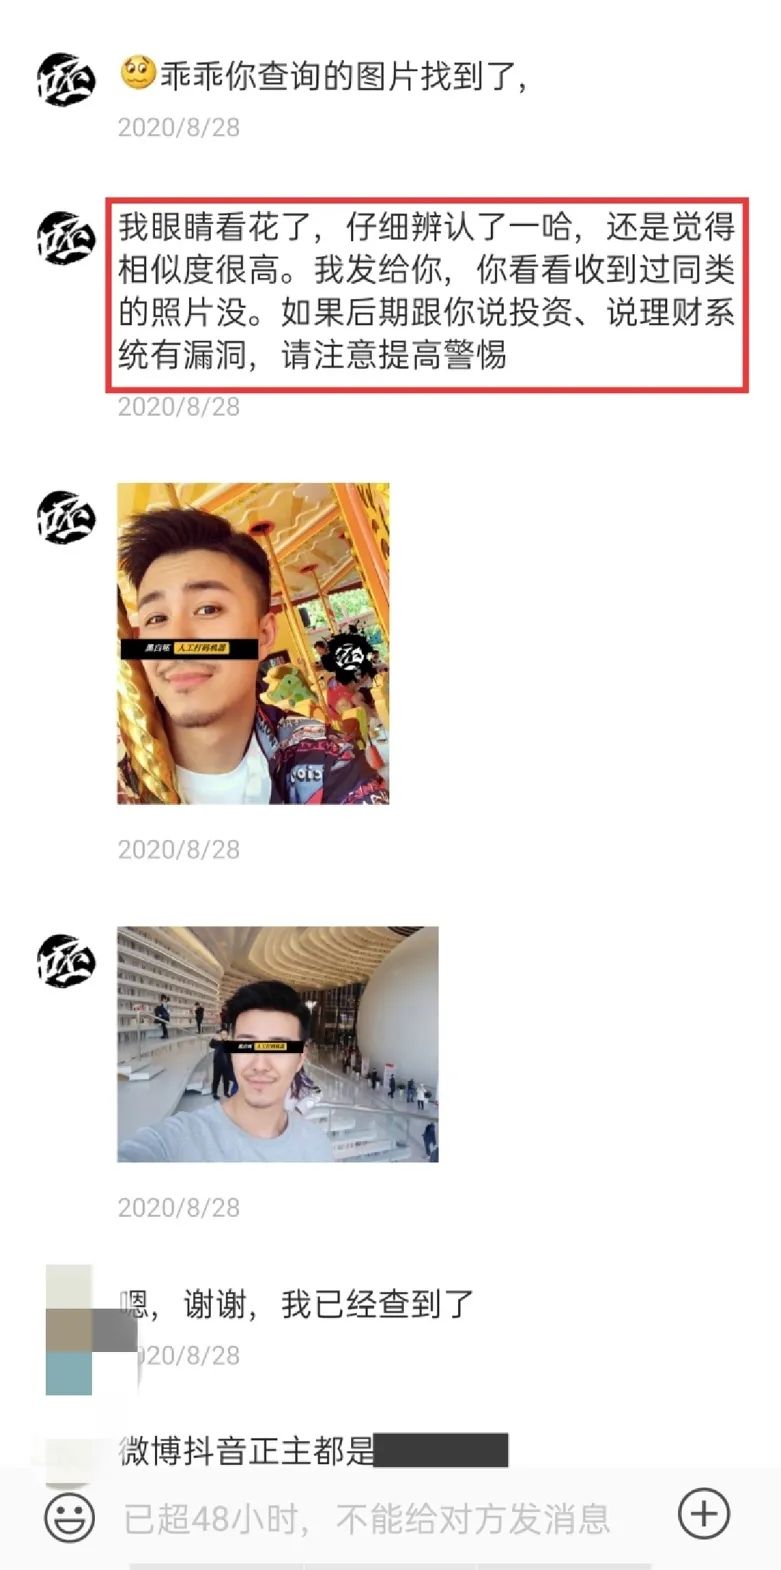 乖乖你查询的图片找到了，
2020/8/28
我眼睛看花了，仔细辨认了一哈，还是觉得
相似度很高。我发给你，你看看收到过同类
的照片没。如果后期跟你说投资、说理财系
统有漏洞，请注意提高警惕
2020/8/28
黑白呸 人工打码机器
2020/8/28
黑白呸 人工打码机器
2020/8/28
嗯，谢谢，我已经查到了
2020/8/28
微博抖音正主都是
已超48小时，不能给对方发消息